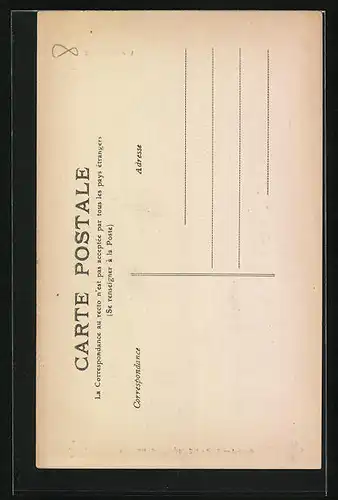 8
CARTE POSTALE
La Correspondance au recto n'est pas acceptée par tous les pays étrangers
(Se renseigner à la Poste)
Correspondance
Adresse